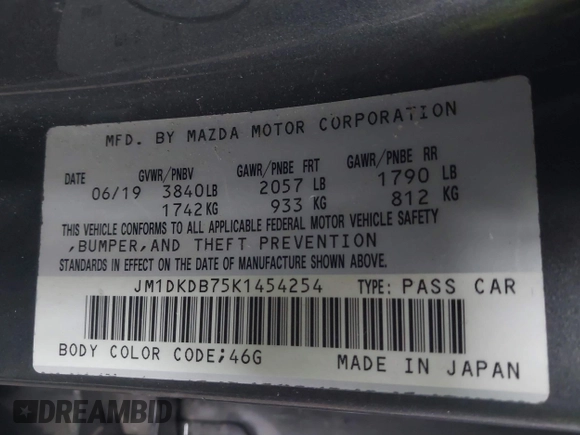 MFD. BY MAZDA MOTOR CORPORATION
DATE GVWR/PNBV GAWR/PNBE FRT GAWR/PNBE RR
06/19 3840LB 2057 LB 1790 LB
1742KG 933 KG 812 KG
THIS VEHICLE CONFORMS TO ALL APPLICABLE FEDERAL MOTOR VEHICLE SAFETY
,BUMPER,AND THEFT PREVENTION
STANDARDS IN EFFECT ON THE DATE OF MANUFACTURE SHOWN ABOVE.
JM1DKDB75K1454254 TYPE: PASS CAR
BODY COLOR CODE;46G MADE IN JAPAN
DREAMBID